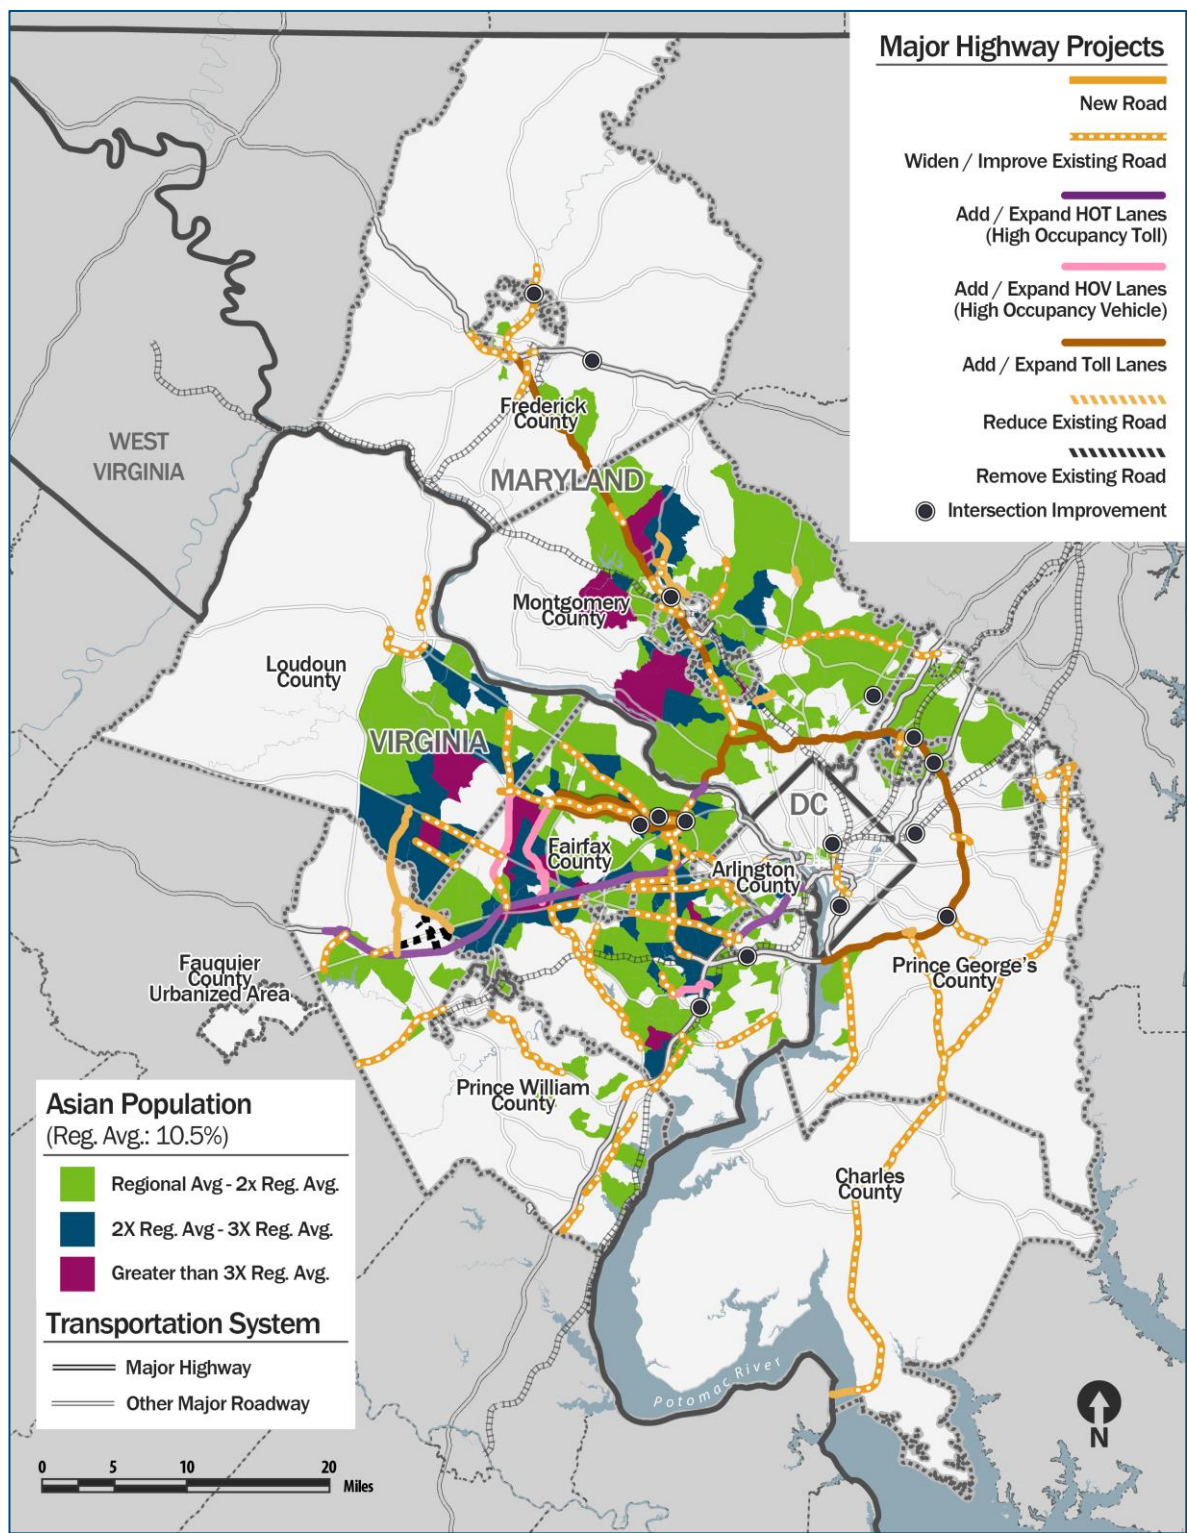 Major Highway Projects
New Road
Widen / Improve Existing Road
Add / Expand HOT Lanes
(High Occupancy Toll)
Add / Expand HOV Lanes
(High Occupancy Vehicle)
Add / Expand Toll Lanes
Reduce Existing Road
Remove Existing Road
Intersection Improvement
Frederick
County
WEST
VIRGINIA
MARYLAND
Montgomery
County
Loudoun
County
VIRGINIA
DC
Fairfax
County
Arlington
County
Fauquier
County
Urbanized Area
Prince George's
County
Prince William
County
Charles
County
Potomac River
Asian Population
(Reg. Avg.: 10.5%)
Regional Avg - 2x Reg. Avg.
2X Reg. Avg - 3X Reg. Avg.
Greater than 3X Reg. Avg.
Transportation System
Major Highway
Other Major Roadway
N
0 5 10 20
Miles